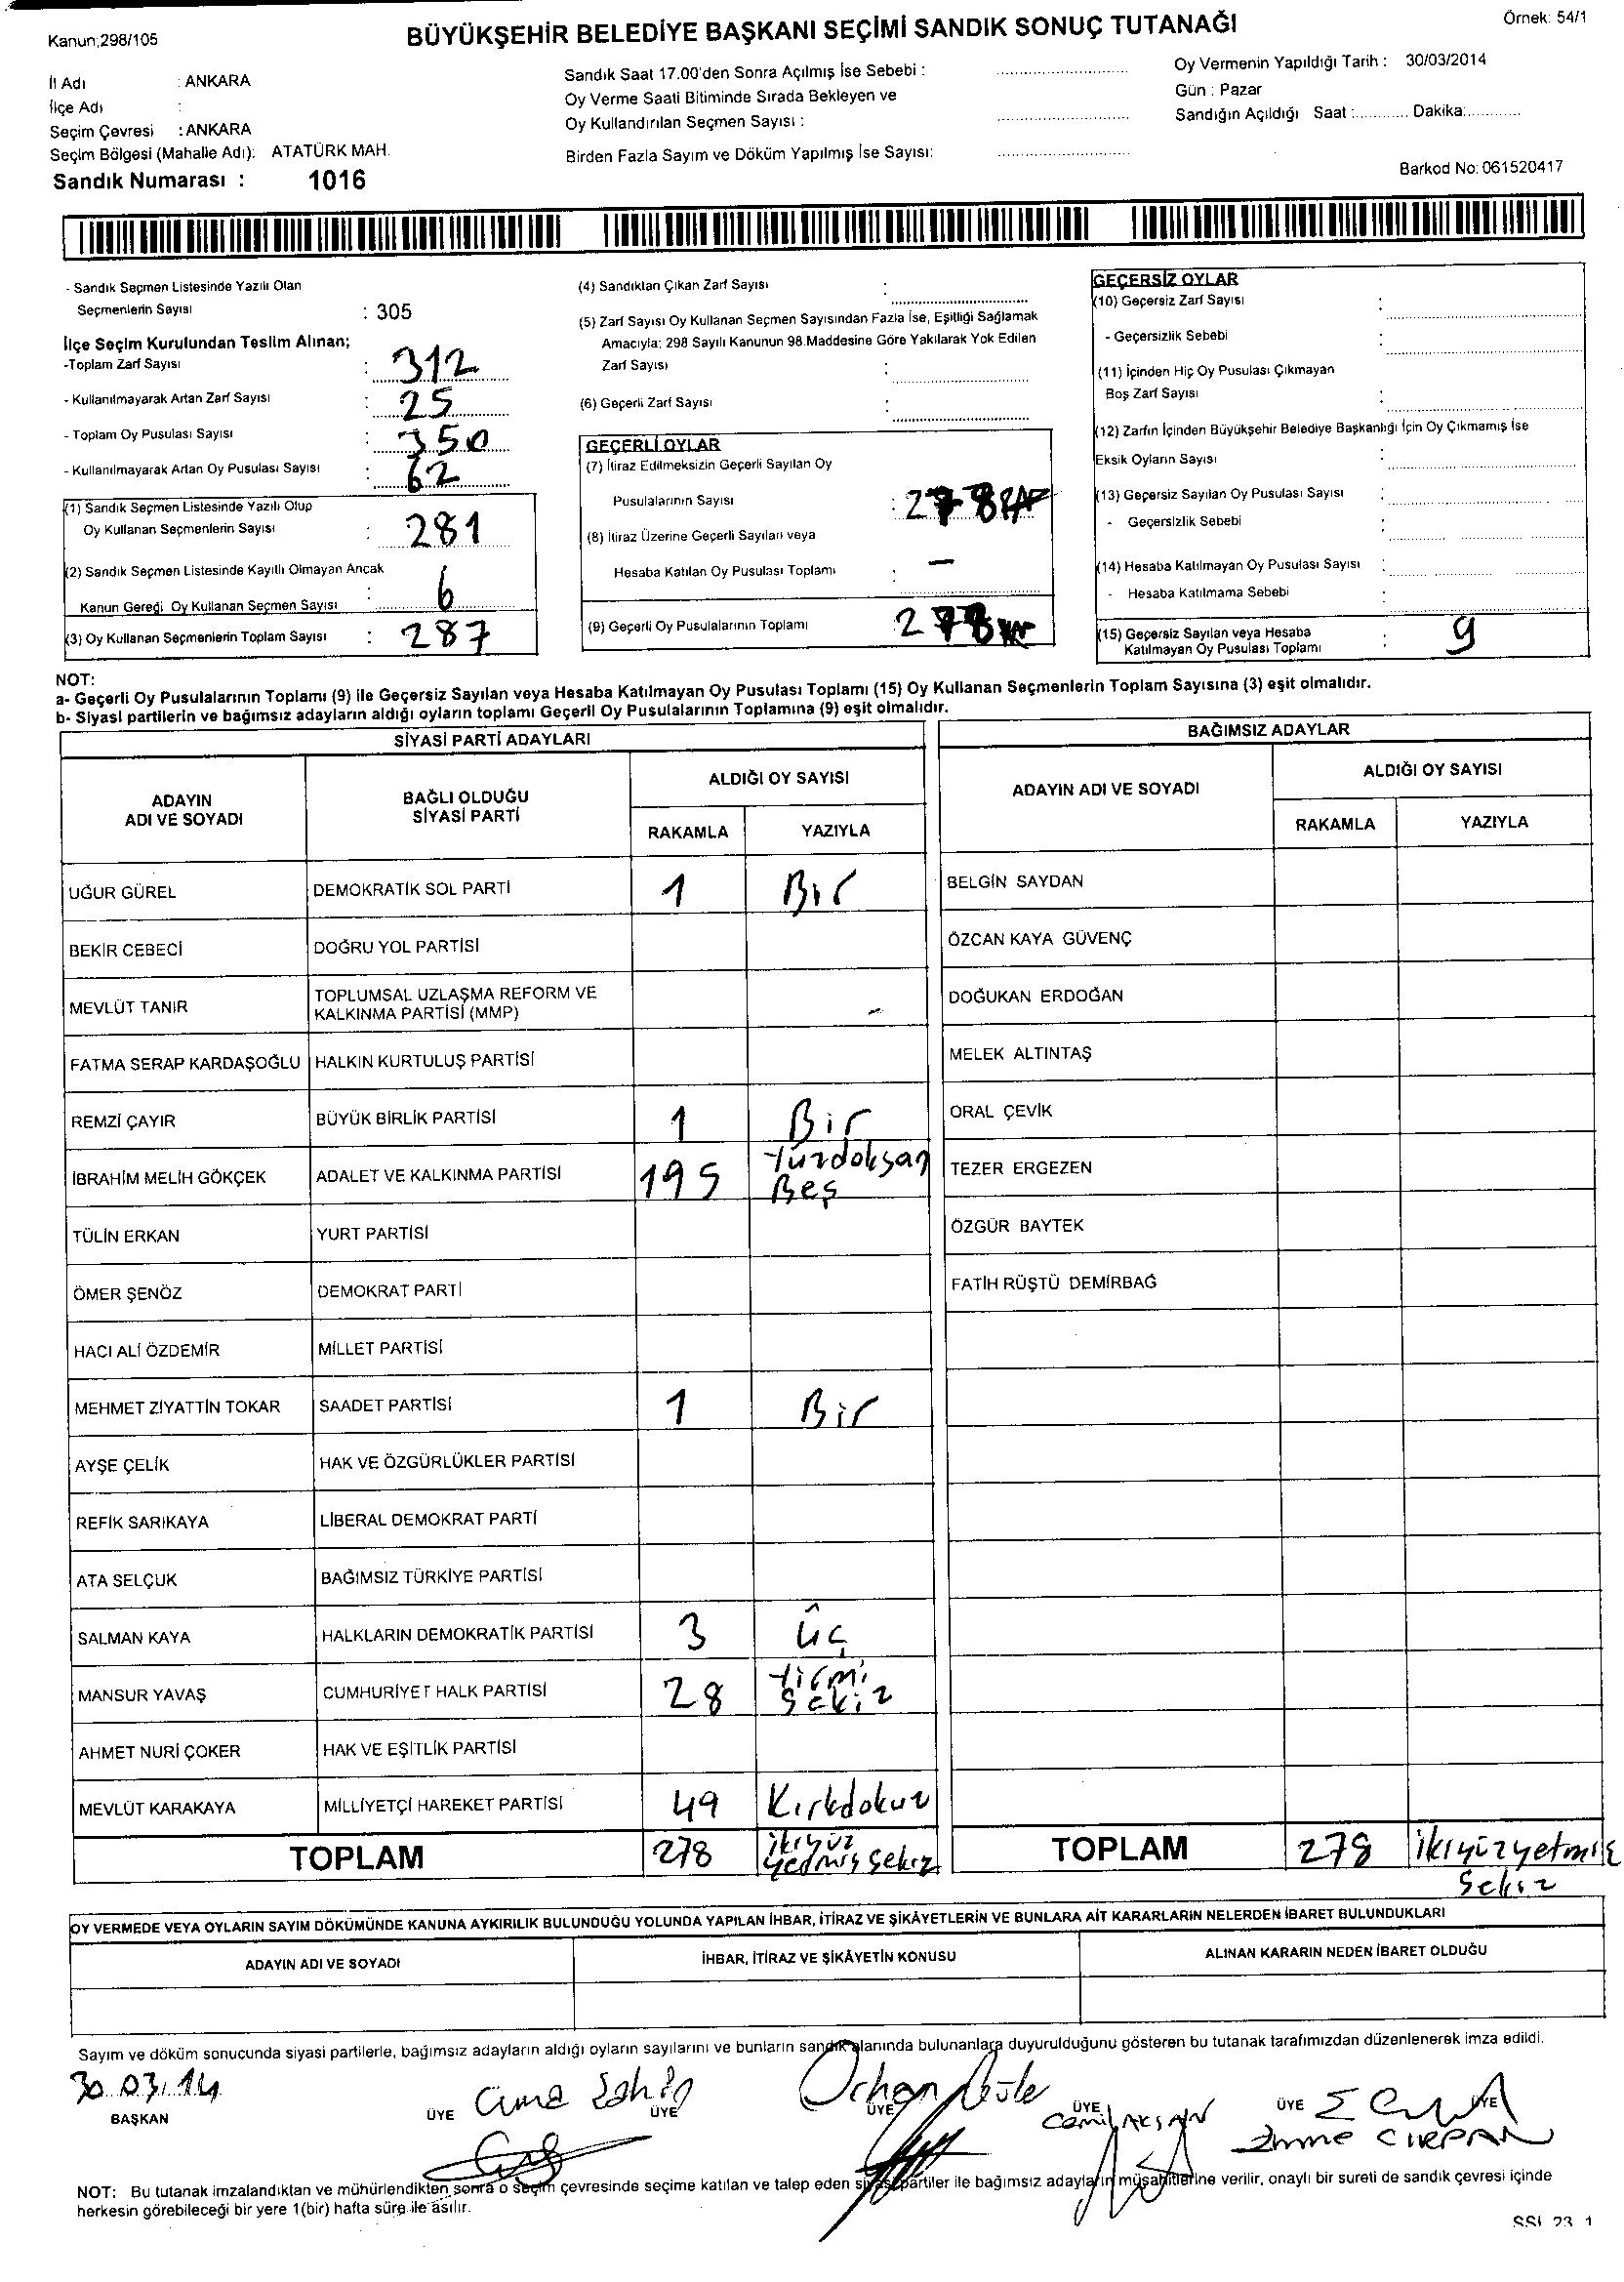 Kanun;298/105
BÜYÜKŞEHİR BELEDİYE BAŞKANI SEÇİMİ SANDIK SONUÇ TUTANAĞI
Örnek: 54/1
İl Adı : ANKARA
İlçe Adı :
Seçim Çevresi : ANKARA
Seçim Bölgesi (Mahalle Adı): ATATÜRK MAH.
Sandık Numarası : 1016
Sandık Saat 17.00'den Sonra Açılmış İse Sebebi :
Oy Verme Saati Bitiminde Sırada Bekleyen ve
Oy Kullandırılan Seçmen Sayısı :
Birden Fazla Sayım ve Döküm Yapılmış İse Sayısı:
Oy Vermenin Yapıldığı Tarih : 30/03/2014
Gün : Pazar
Sandığın Açıldığı Saat :............ Dakika:............
Barkod No: 061520417
- Sandık Seçmen Listesinde Yazılı Olan
Seçmenlerin Sayısı : 305
İlçe Seçim Kurulundan Teslim Alınan;
-Toplam Zarf Sayısı : 312
- Kullanılmayarak Artan Zarf Sayısı : 25
- Toplam Oy Pusulası Sayısı : 350
- Kullanılmayarak Artan Oy Pusulası Sayısı : 62
(1) Sandık Seçmen Listesinde Yazılı Olup
Oy Kullanan Seçmenlerin Sayısı : 281
(2) Sandık Seçmen Listesinde Kayıtlı Olmayan Ancak
Kanun Gereği Oy Kullanan Seçmen Sayısı : 6
(3) Oy Kullanan Seçmenlerin Toplam Sayısı : 287
(4) Sandıktan Çıkan Zarf Sayısı :
(5) Zarf Sayısı Oy Kullanan Seçmen Sayısından Fazla İse, Eşitliği Sağlamak
Amacıyla: 298 Sayılı Kanunun 98.Maddesine Göre Yakılarak Yok Edilen
Zarf Sayısı :
(6) Geçerli Zarf Sayısı :
GEÇERLİ OYLAR
(7) İtiraz Edilmeksizin Geçerli Sayılan Oy
Pusulalarının Sayısı : 278
(8) İtiraz Üzerine Geçerli Sayılan veya
Hesaba Katılan Oy Pusulası Toplamı : -
(9) Geçerli Oy Pusulalarının Toplamı : 278
GEÇERSİZ OYLAR
(10) Geçersiz Zarf Sayısı :
- Geçersizlik Sebebi :
(11) İçinden Hiç Oy Pusulası Çıkmayan
Boş Zarf Sayısı :
(12) Zarfın İçinden Büyükşehir Belediye Başkanlığı İçin Oy Çıkmamış İse
Eksik Oyların Sayısı :
(13) Geçersiz Sayılan Oy Pusulası Sayısı :
- Geçersizlik Sebebi :
(14) Hesaba Katılmayan Oy Pusulası Sayısı :
- Hesaba Katılmama Sebebi :
(15) Geçersiz Sayılan veya Hesaba
Katılmayan Oy Pusulası Toplamı : 9
NOT:
a- Geçerli Oy Pusulalarının Toplamı (9) ile Geçersiz Sayılan veya Hesaba Katılmayan Oy Pusulası Toplamı (15) Oy Kullanan Seçmenlerin Toplam Sayısına (3) eşit olmalıdır.
b- Siyasi partilerin ve bağımsız adayların aldığı oyların toplamı Geçerli Oy Pusulalarının Toplamına (9) eşit olmalıdır.
SİYASİ PARTİ ADAYLARI
ADAYIN
ADI VE SOYADI
BAĞLI OLDUĞU
SİYASİ PARTİ
ALDIĞI OY SAYISI
RAKAMLA YAZIYLA
UĞUR GÜREL DEMOKRATİK SOL PARTİ 1 Bir
BEKİR CEBECİ DOĞRU YOL PARTİSİ
MEVLÜT TANIR TOPLUMSAL UZLAŞMA REFORM VE
KALKINMA PARTİSİ (MMP) -
FATMA SERAP KARDAŞOĞLU HALKIN KURTULUŞ PARTİSİ
REMZİ ÇAYIR BÜYÜK BİRLİK PARTİSİ 1 Bir
İBRAHİM MELİH GÖKÇEK ADALET VE KALKINMA PARTİSİ 195 Yüzdoksan
Beş
TÜLİN ERKAN YURT PARTİSİ
ÖMER ŞENÖZ DEMOKRAT PARTİ
HACI ALİ ÖZDEMİR MİLLET PARTİSİ
MEHMET ZİYATTİN TOKAR SAADET PARTİSİ 1 Bir
AYŞE ÇELİK HAK VE ÖZGÜRLÜKLER PARTİSİ
REFİK SARIKAYA LİBERAL DEMOKRAT PARTİ
ATA SELÇUK BAĞIMSIZ TÜRKİYE PARTİSİ
SALMAN KAYA HALKLARIN DEMOKRATİK PARTİSİ 3 üç
MANSUR YAVAŞ CUMHURİYET HALK PARTİSİ 28 Yirmi
Sekiz
AHMET NURİ ÇOKER HAK VE EŞİTLİK PARTİSİ
MEVLÜT KARAKAYA MİLLİYETÇİ HAREKET PARTİSİ 49 Kırkdokuz
TOPLAM 278 ikiyüz
yetmiş sekiz
BAĞIMSIZ ADAYLAR
ADAYIN ADI VE SOYADI
ALDIĞI OY SAYISI
RAKAMLA YAZIYLA
BELGİN SAYDAN
ÖZCAN KAYA GÜVENÇ
DOĞUKAN ERDOĞAN
MELEK ALTINTAŞ
ORAL ÇEVİK
TEZER ERGEZEN
ÖZGÜR BAYTEK
FATİH RÜŞTÜ DEMİRBAĞ
TOPLAM 278 ikiyüzyetmiş
Sekiz
OY VERMEDE VEYA OYLARIN SAYIM DÖKÜMÜNDE KANUNA AYKIRILIK BULUNDUĞU YOLUNDA YAPILAN İHBAR, İTİRAZ VE ŞİKÂYETLERİN VE BUNLARA AİT KARARLARIN NELERDEN İBARET BULUNDUKLARI
ADAYIN ADI VE SOYADI İHBAR, İTİRAZ VE ŞİKÂYETİN KONUSU ALINAN KARARIN NEDEN İBARET OLDUĞU
Sayım ve döküm sonucunda siyasi partilerle, bağımsız adayların aldığı oyların sayılarını ve bunların sandık alanında bulunanlara duyurulduğunu gösteren bu tutanak tarafımızdan düzenlenerek imza edildi.
30.03.14 Cuma Şahin Orhan Cemil AKSAN
BAŞKAN ÜYE ÜYE ÜYE ÜYE ÜYE ÜYE
NOT: Bu tutanak imzalandıktan ve mühürlendikten sonra o seçim çevresinde seçime katılan ve talep eden siyasi partiler ile bağımsız adayların müşahitlerine verilir, onaylı bir sureti de sandık çevresi içinde
herkesin görebileceği bir yere 1(bir) hafta süre ile asılır.